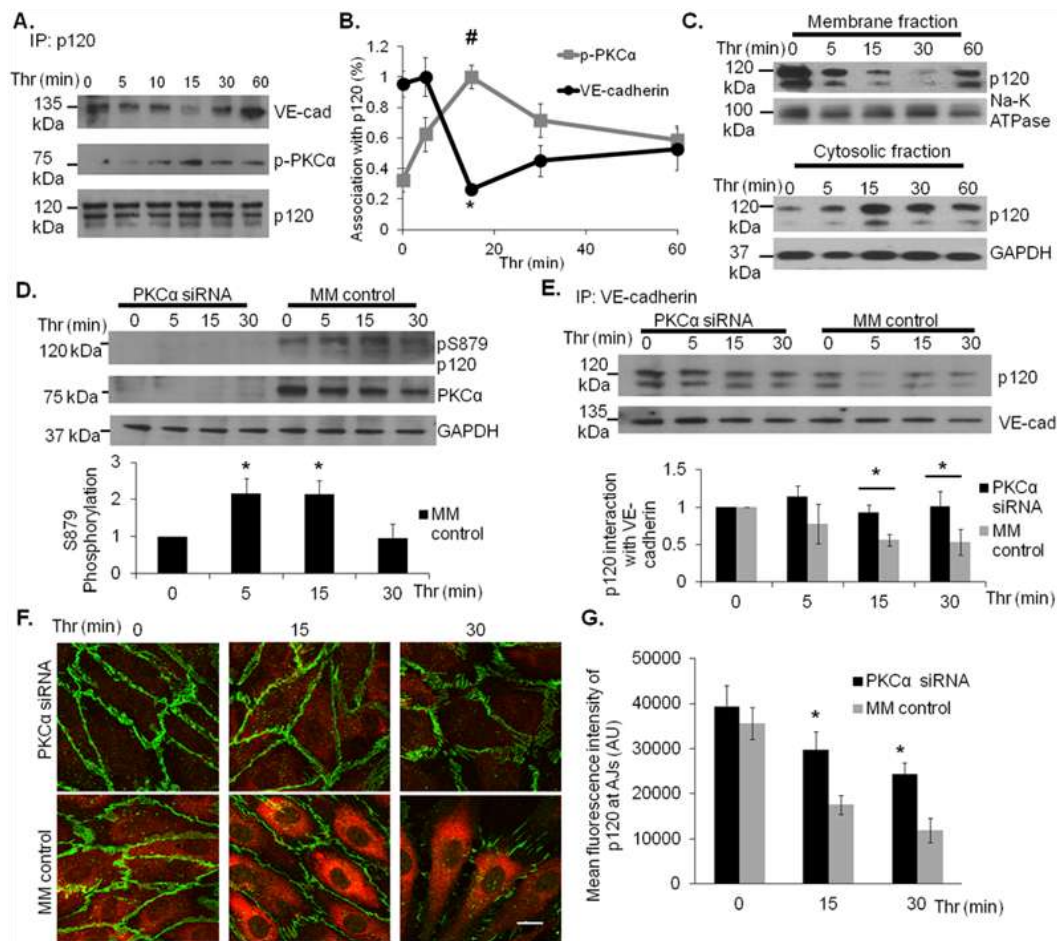 A.
IP: p120
Thr (min) 0 5 10 15 30 60
135 kDa VE-cad
75 kDa p-PKCα
120 kDa p120
B.
#
p-PKCα
VE-cadherin
Association with p120 (%)
1.2
1
0.8
0.6
0.4
0.2
0
*
0 20 40 60
Thr (min)
C.
Membrane fraction
0 5 15 30 60
120 kDa p120
100 kDa Na-K ATPase
Cytosolic fraction
0 5 15 30 60
120 kDa p120
37 kDa GAPDH
D.
PKCα siRNA MM control
Thr (min) 0 5 15 30 0 5 15 30
120 kDa pS879 p120
75 kDa PKCα
37 kDa GAPDH
S879 Phosphorylation
3
2
1
0
* *
MM control
0 5 15 30 Thr (min)
E.
IP: VE-cadherin
PKCα siRNA MM control
Thr (min) 0 5 15 30 0 5 15 30
120 kDa p120
135 kDa VE-cad
p120 interaction with VE-cadherin
1.5
1
0.5
0
* *
PKCα siRNA
MM control
0 5 15 30 Thr (min)
F.
Thr (min) 0 15 30
PKCα siRNA
MM control
G.
Mean fluorescence intensity of p120 at AJs (AU)
50000
40000
30000
20000
10000
0
PKCα siRNA
MM control
* *
0 15 30 Thr (min)